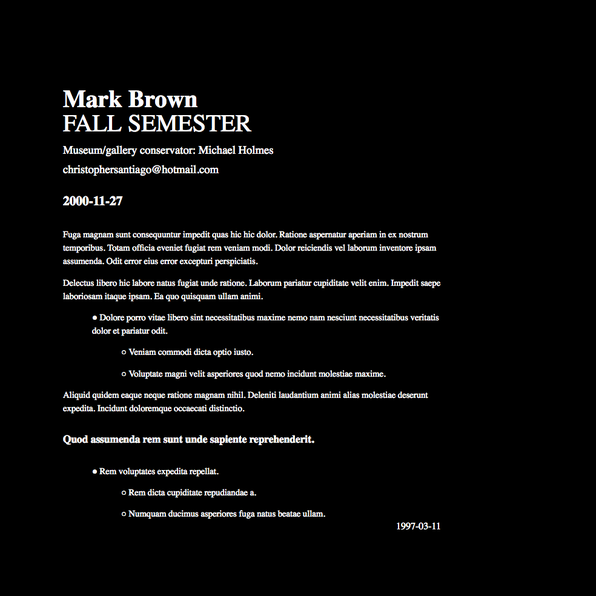 Mark Brown
FALL SEMESTER
Museum/gallery conservator: Michael Holmes
christophersantiago@hotmail.com
2000-11-27
Fuga magnam sunt consequuntur impedit quas hic hic dolor. Ratione aspernatur aperiam in ex nostrum
temporibus. Totam officia eveniet fugiat rem veniam modi. Dolor reiciendis vel laborum inventore ipsam
assumenda. Odit error eius error excepturi perspiciatis.
Delectus libero hic labore natus fugiat unde ratione. Laborum pariatur cupiditate velit enim. Impedit saepe
laboriosam itaque ipsam. Ea quo quisquam ullam animi.
● Dolore porro vitae libero sint necessitatibus maxime nemo nam nesciunt necessitatibus veritatis
dolor et pariatur odit.
○ Veniam commodi dicta optio iusto.
○ Voluptate magni velit asperiores quod nemo incidunt molestiae maxime.
Aliquid quidem eaque neque ratione magnam nihil. Deleniti laudantium animi alias molestiae deserunt
expedita. Incidunt doloremque occaecati distinctio.
Quod assumenda rem sunt unde sapiente reprehenderit.
● Rem voluptates expedita repellat.
○ Rem dicta cupiditate repudiandae a.
○ Numquam ducimus asperiores fuga natus beatae ullam.
1997-03-11